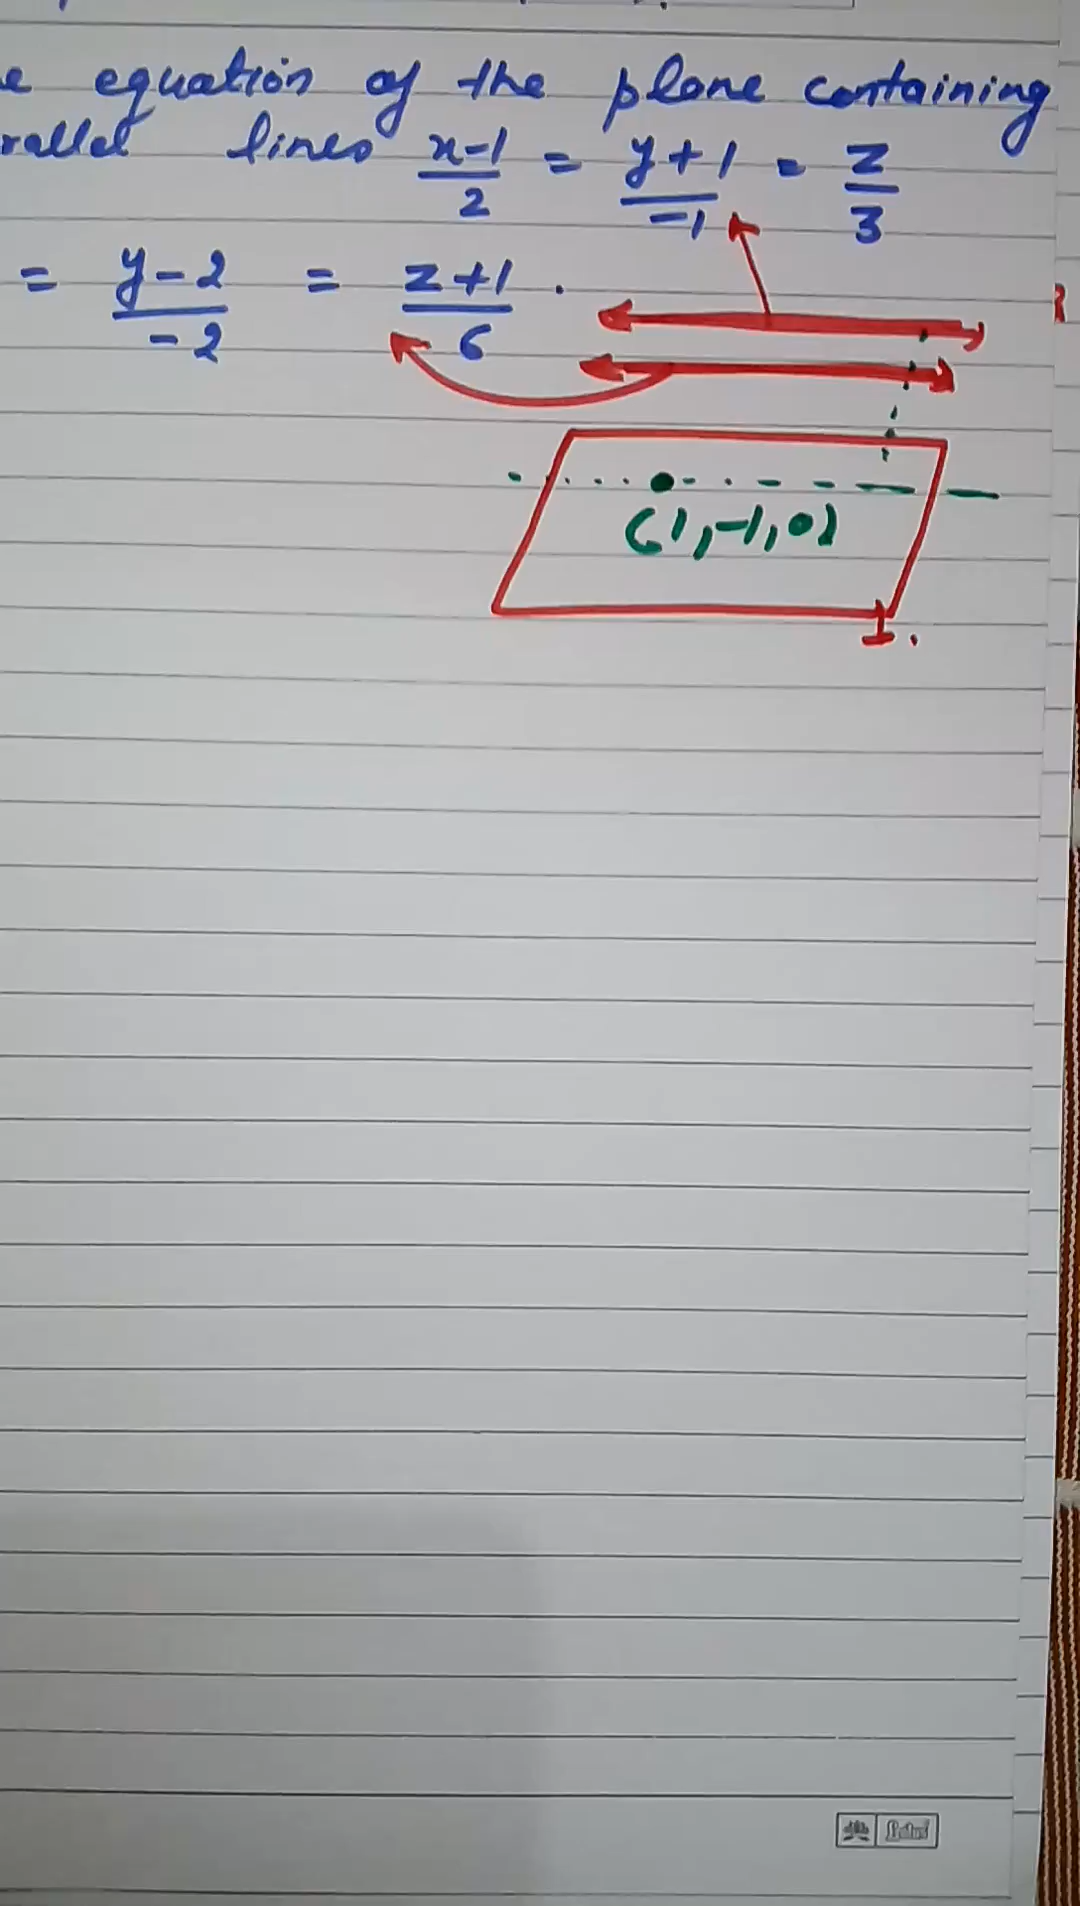 e equation of the plane containing
rallel lines x-1/2 = y+1/-1 = z/3
= y-2/-2 = z+1/6 .
(1,-1,0)
I.
Lotus